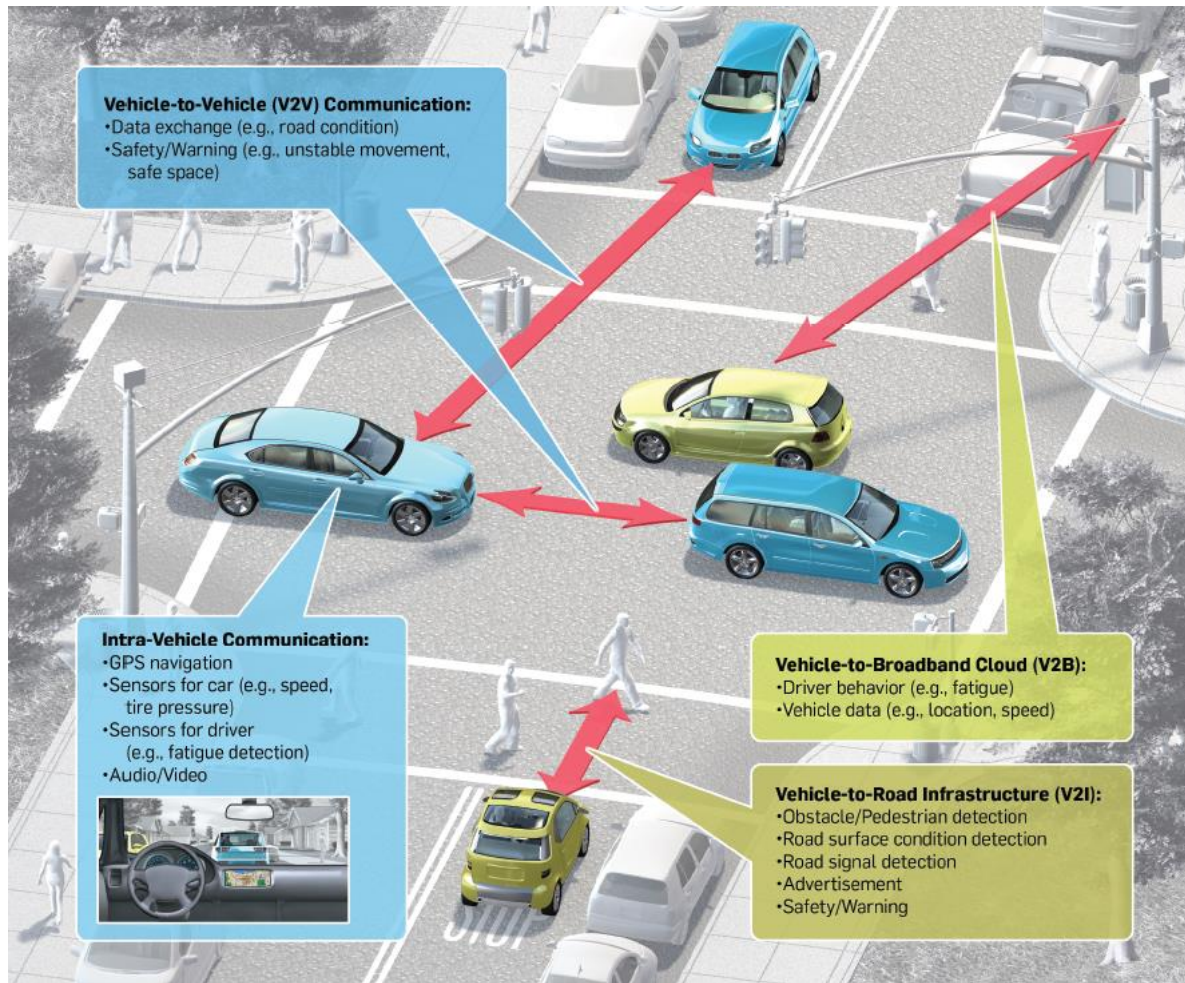 Vehicle-to-Vehicle (V2V) Communication:
•Data exchange (e.g., road condition)
•Safety/Warning (e.g., unstable movement,
safe space)
Intra-Vehicle Communication:
•GPS navigation
•Sensors for car (e.g., speed,
tire pressure)
•Sensors for driver
(e.g., fatigue detection)
•Audio/Video
Vehicle-to-Broadband Cloud (V2B):
•Driver behavior (e.g., fatigue)
•Vehicle data (e.g., location, speed)
Vehicle-to-Road Infrastructure (V2I):
•Obstacle/Pedestrian detection
•Road surface condition detection
•Road signal detection
•Advertisement
•Safety/Warning